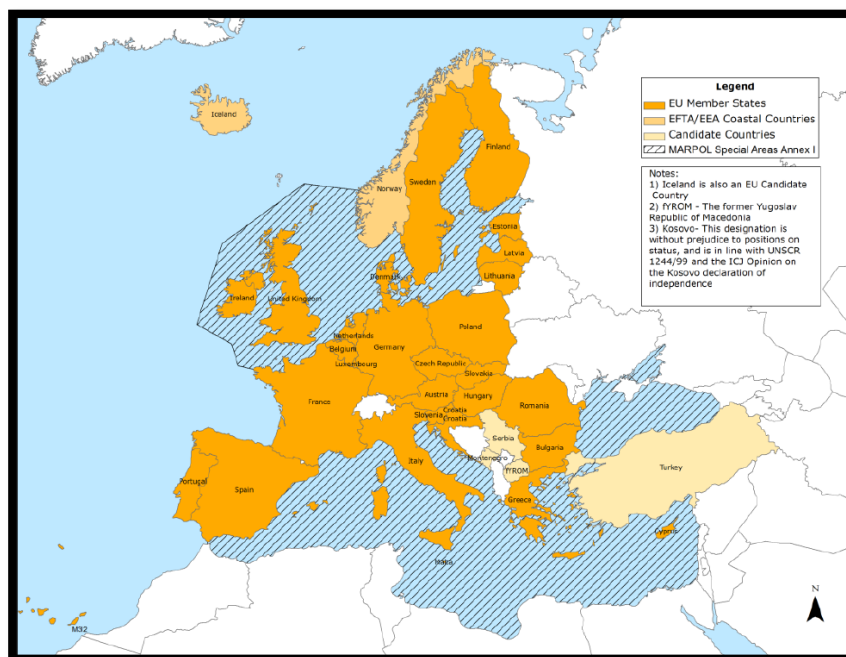 Legend
EU Member States
EFTA/EEA Coastal Countries
Candidate Countries
MARPOL Special Areas Annex I
Notes:
1) Iceland is also an EU Candidate
Country
2) fYROM - The former Yugoslav
Republic of Macedonia
3) Kosovo- This designation is
without prejudice to positions on
status, and is in line with UNSCR
1244/99 and the ICJ Opinion on
the Kosovo declaration of
independence
Iceland
Finland
Norway
Sweden
Estonia
Latvia
Denmark
Lithuania
Ireland
United Kingdom
Netherlands
Poland
Belgium
Germany
Luxembourg
Czech Republic
Slovakia
Austria
Hungary
France
Romania
Slovenia
Croatia
Croatia
Serbia
Bulgaria
Italy
Montenegro
fYROM
Turkey
Portugal
Spain
Greece
Cyprus
Malta
N
M32